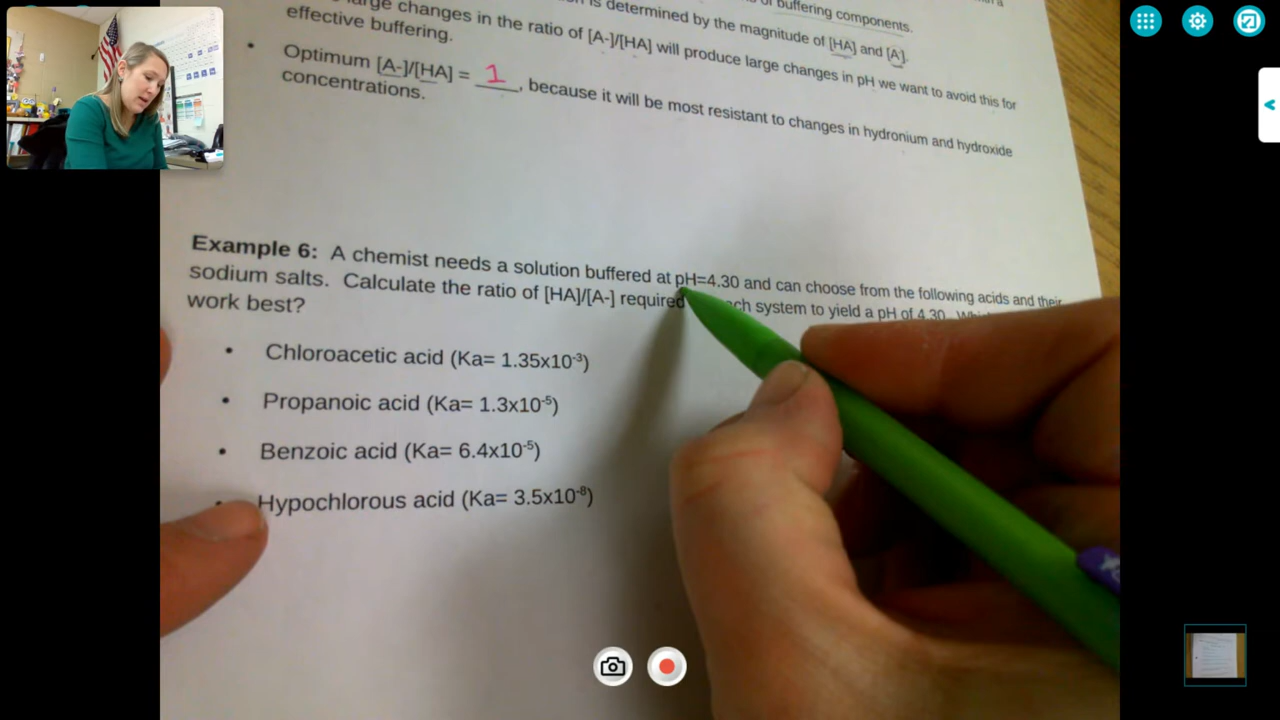 of buffering components.
is determined by the magnitude of [HA] and [A-].
large changes in the ratio of [A-]/[HA] will produce large changes in pH we want to avoid this for
effective buffering.
• Optimum [A-]/[HA] = 1, because it will be most resistant to changes in hydronium and hydroxide
concentrations.
Example 6: A chemist needs a solution buffered at pH=4.30 and can choose from the following acids and their
sodium salts. Calculate the ratio of [HA]/[A-] required each system to yield a pH of 4.30.
work best?
• Chloroacetic acid (Ka= 1.35x10⁻³)
• Propanoic acid (Ka= 1.3x10⁻⁵)
• Benzoic acid (Ka= 6.4x10⁻⁵)
• Hypochlorous acid (Ka= 3.5x10⁻⁸)